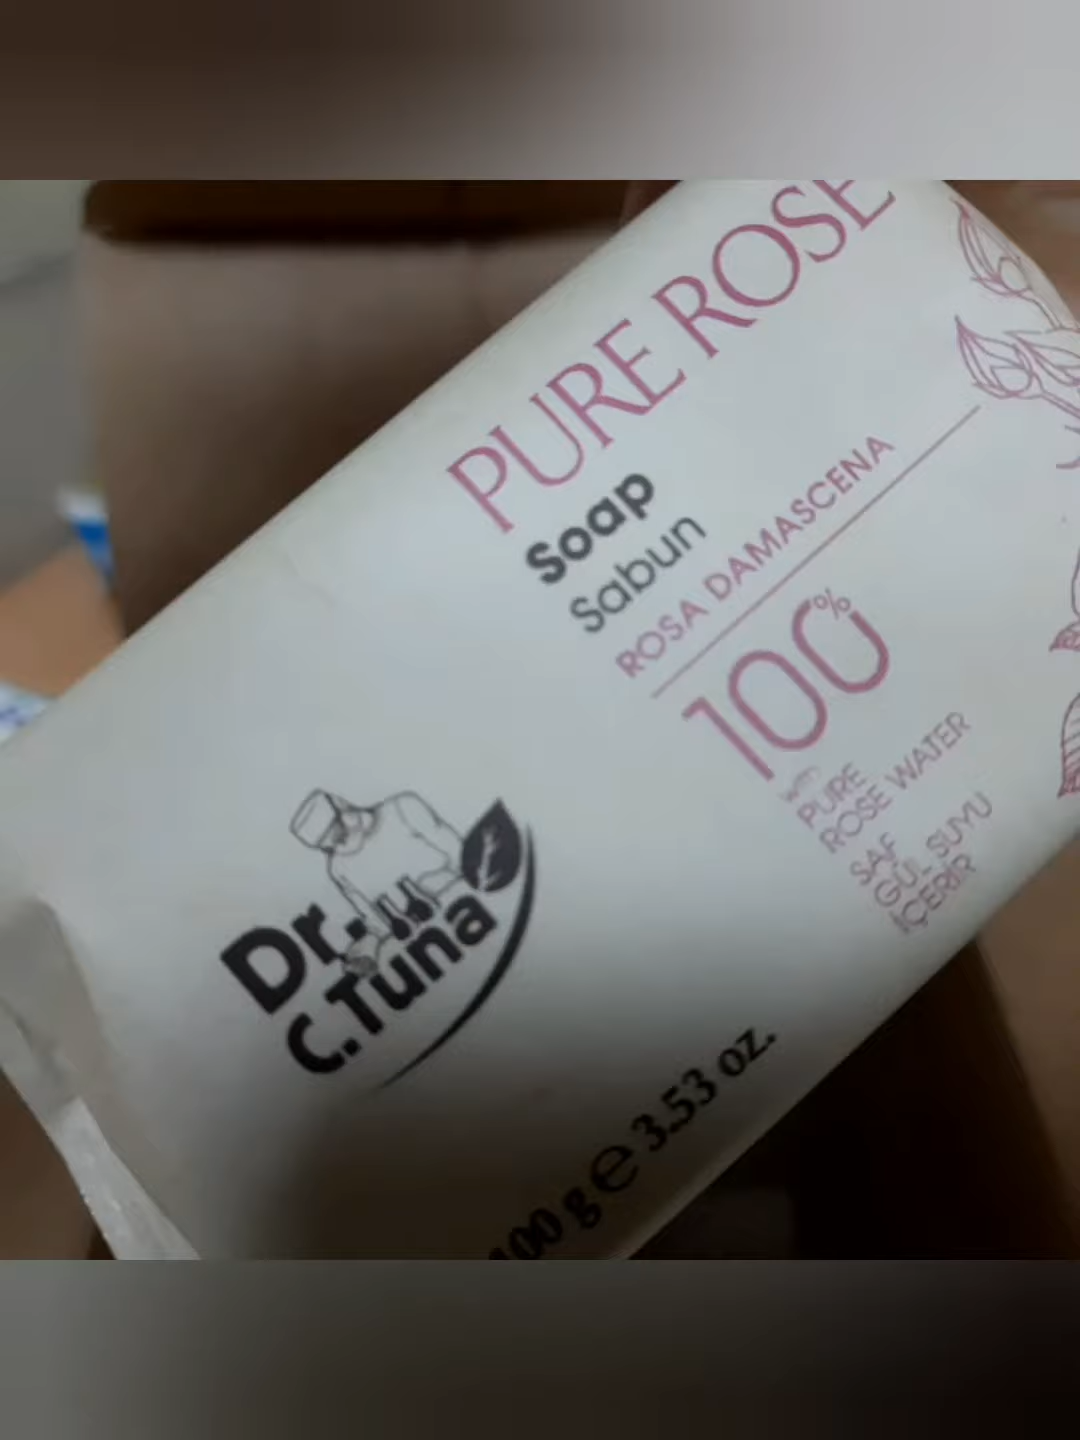 PURE ROSE
Soap
Sabun
ROSA DAMASCENA
100%
with
PURE
ROSE WATER
SAF
GÜL SUYU
İÇERİR
Dr.
C.Tuna
100 g e 3.53 oz.